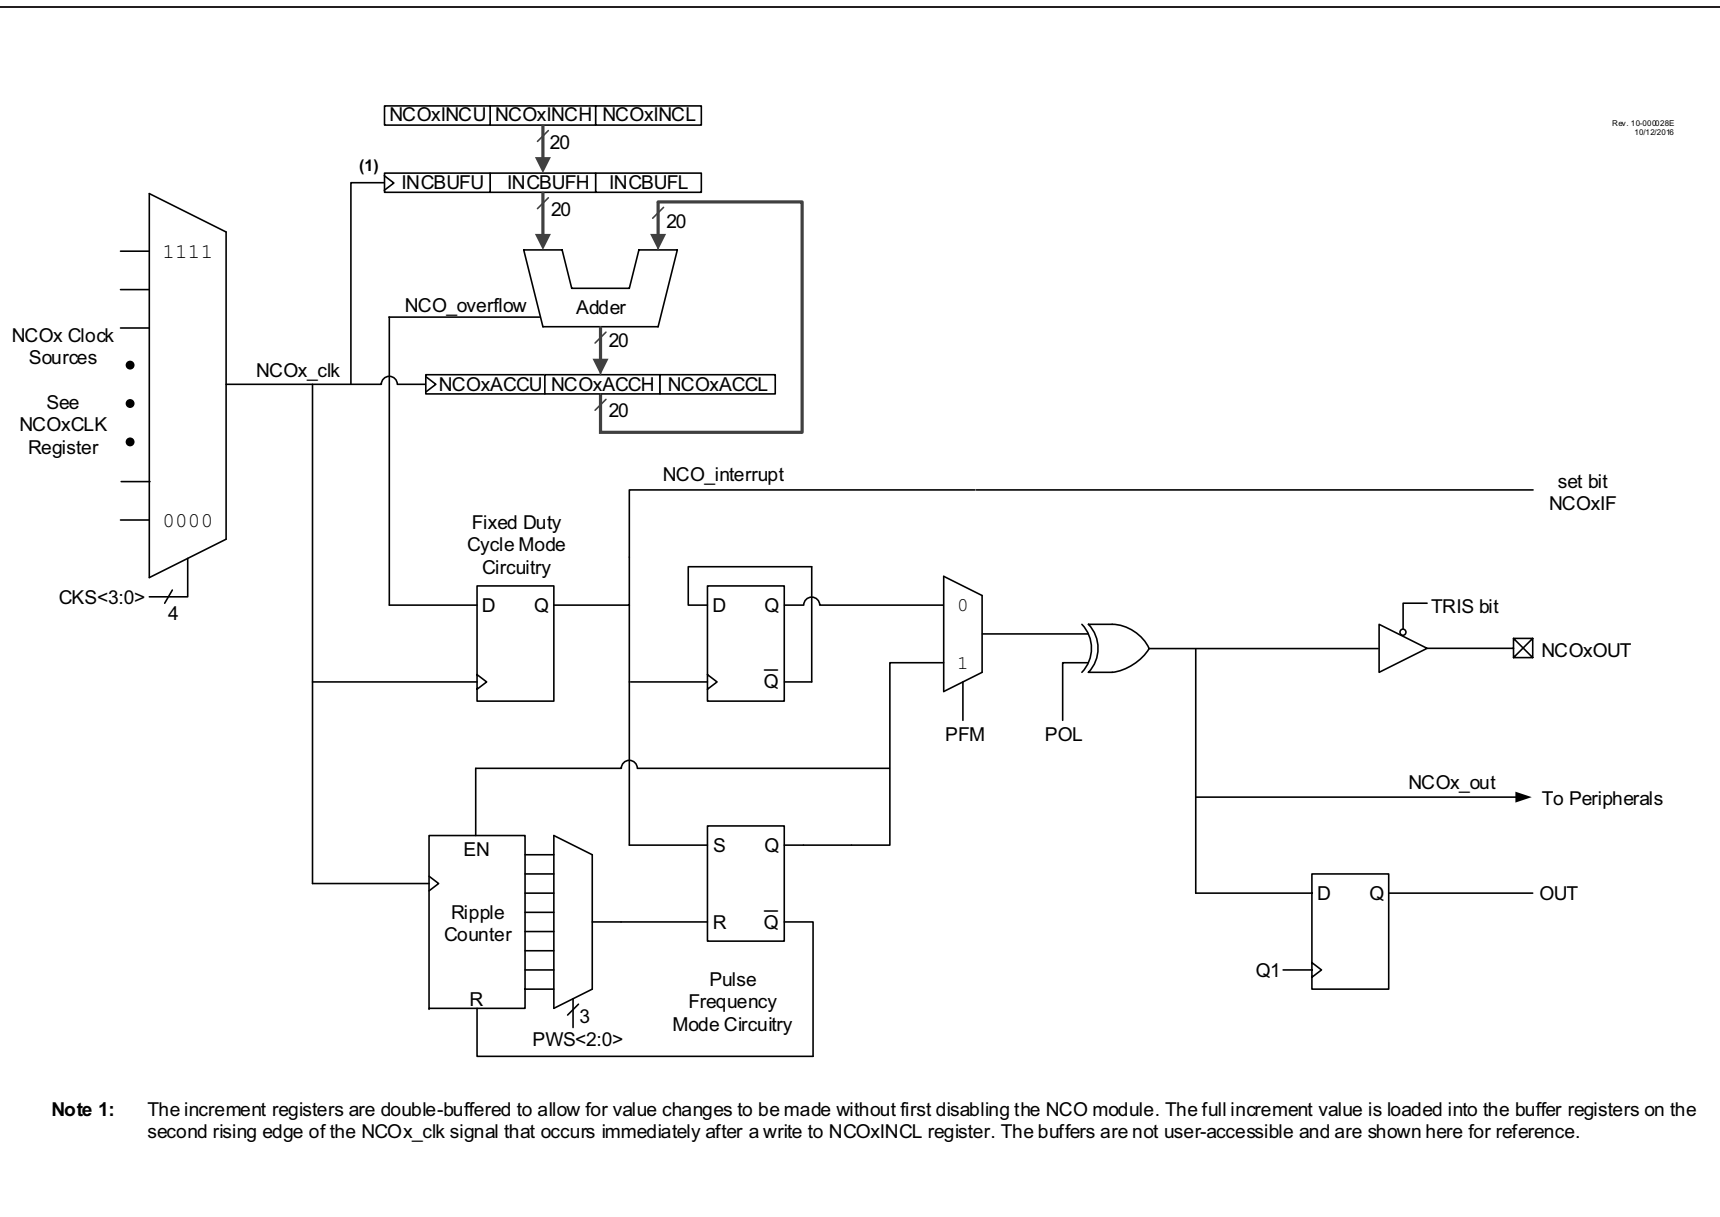 NCOxINCU NCOxINCH NCOxINCL
Rev. 10-000028E
10/12/2016
20
(1)
INCBUFU INCBUFH INCBUFL
20
20
1111
NCO_overflow
Adder
NCOx Clock
Sources
20
NCOx_clk
NCOxACCU NCOxACCH NCOxACCL
See
NCOxCLK
Register
20
NCO_interrupt
set bit
NCOxIF
0000
Fixed Duty
Cycle Mode
Circuitry
CKS<3:0>
4
D Q
D Q
Q
0
1
TRIS bit
NCOxOUT
PFM
POL
NCOx_out
To Peripherals
EN
S Q
R Q
Ripple
Counter
R
3
PWS<2:0>
Pulse
Frequency
Mode Circuitry
D Q
OUT
Q1
Note 1: The increment registers are double-buffered to allow for value changes to be made without first disabling the NCO module. The full increment value is loaded into the buffer registers on the
second rising edge of the NCOx_clk signal that occurs immediately after a write to NCOxINCL register. The buffers are not user-accessible and are shown here for reference.